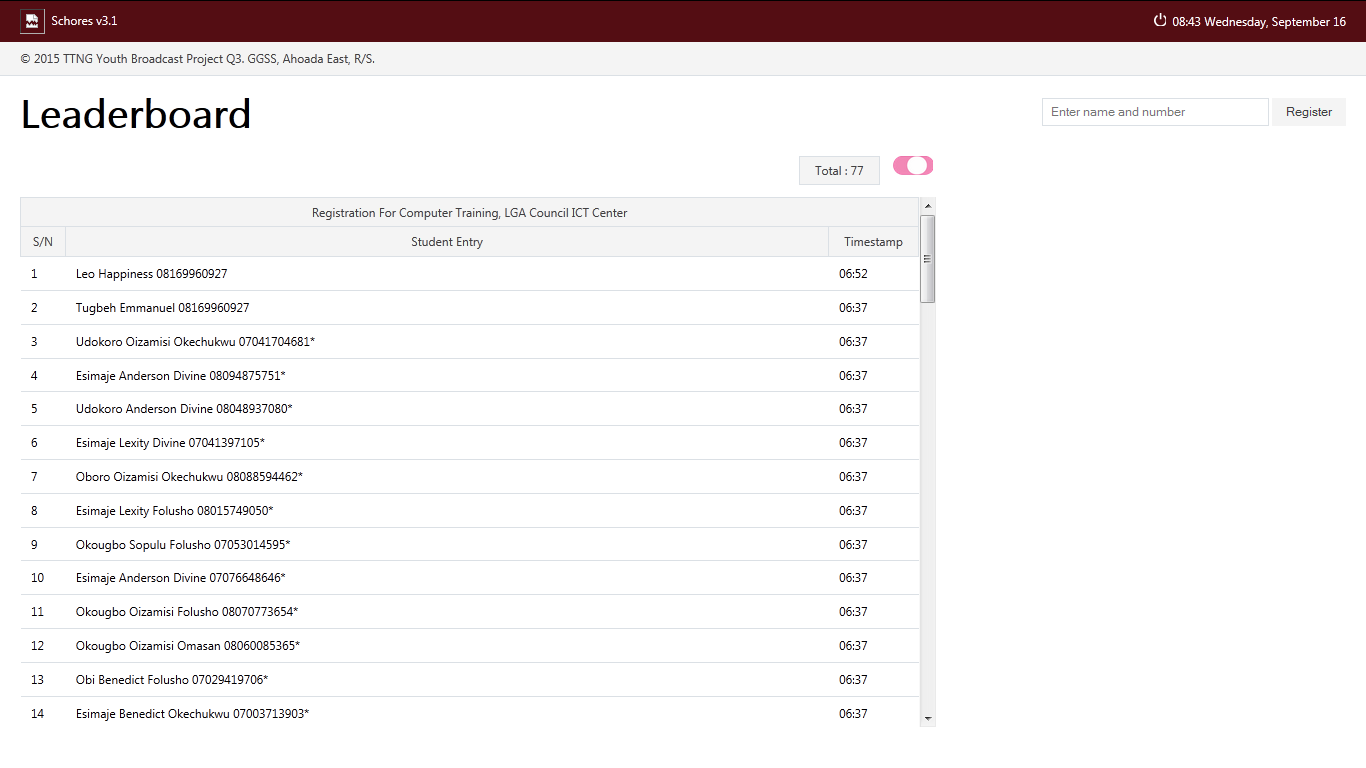 Schores v3.1
08:43 Wednesday, September 16
© 2015 TTNG Youth Broadcast Project Q3. GGSS, Ahoada East, R/S.
Leaderboard
Enter name and number
Register
Total : 77
Registration For Computer Training, LGA Council ICT Center
S/N Student Entry Timestamp
1 Leo Happiness 08169960927 06:52
2 Tugbeh Emmanuel 08169960927 06:37
3 Udokoro Oizamisi Okechukwu 07041704681* 06:37
4 Esimaje Anderson Divine 08094875751* 06:37
5 Udokoro Anderson Divine 08048937080* 06:37
6 Esimaje Lexity Divine 07041397105* 06:37
7 Oboro Oizamisi Okechukwu 08088594462* 06:37
8 Esimaje Lexity Folusho 08015749050* 06:37
9 Okougbo Sopulu Folusho 07053014595* 06:37
10 Esimaje Anderson Divine 07076648646* 06:37
11 Okougbo Oizamisi Folusho 08070773654* 06:37
12 Okougbo Oizamisi Omasan 08060085365* 06:37
13 Obi Benedict Folusho 07029419706* 06:37
14 Esimaje Benedict Okechukwu 07003713903* 06:37